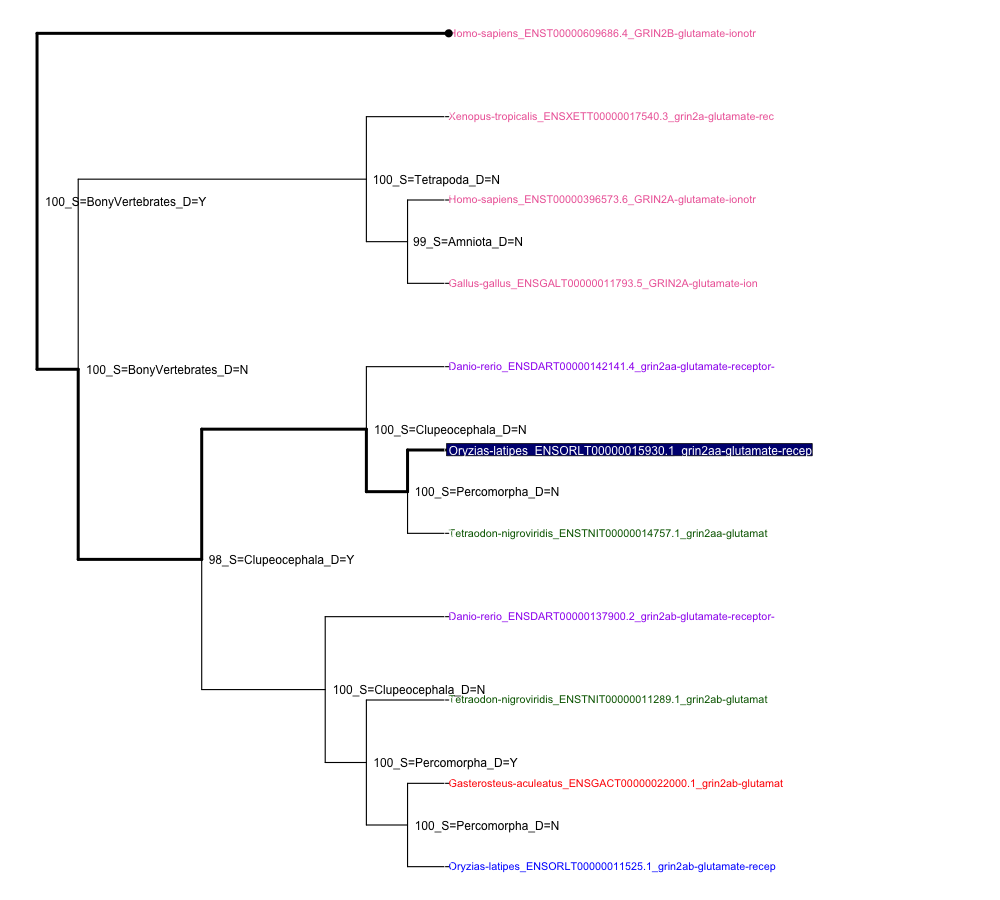 Homo-sapiens_ENST00000609686.4_GRIN2B-glutamate-ionotr
Xenopus-tropicalis_ENSXETT00000017540.3_grin2a-glutamate-rec
100_S=Tetrapoda_D=N
Homo-sapiens_ENST00000396573.6_GRIN2A-glutamate-ionotr
100_S=BonyVertebrates_D=Y
99_S=Amniota_D=N
Gallus-gallus_ENSGALT00000011793.5_GRIN2A-glutamate-ion
Danio-rerio_ENSDART00000142141.4_grin2aa-glutamate-receptor-
100_S=BonyVertebrates_D=N
100_S=Clupeocephala_D=N
Oryzias-latipes_ENSORLT00000015930.1_grin2aa-glutamate-recep
100_S=Percomorpha_D=N
Tetraodon-nigroviridis_ENSTNIT00000014757.1_grin2aa-glutamat
98_S=Clupeocephala_D=Y
Danio-rerio_ENSDART00000137900.2_grin2ab-glutamate-receptor-
100_S=Clupeocephala_D=N
Tetraodon-nigroviridis_ENSTNIT00000011289.1_grin2ab-glutamat
100_S=Percomorpha_D=Y
Gasterosteus-aculeatus_ENSGACT00000022000.1_grin2ab-glutamat
100_S=Percomorpha_D=N
Oryzias-latipes_ENSORLT00000011525.1_grin2ab-glutamate-recep